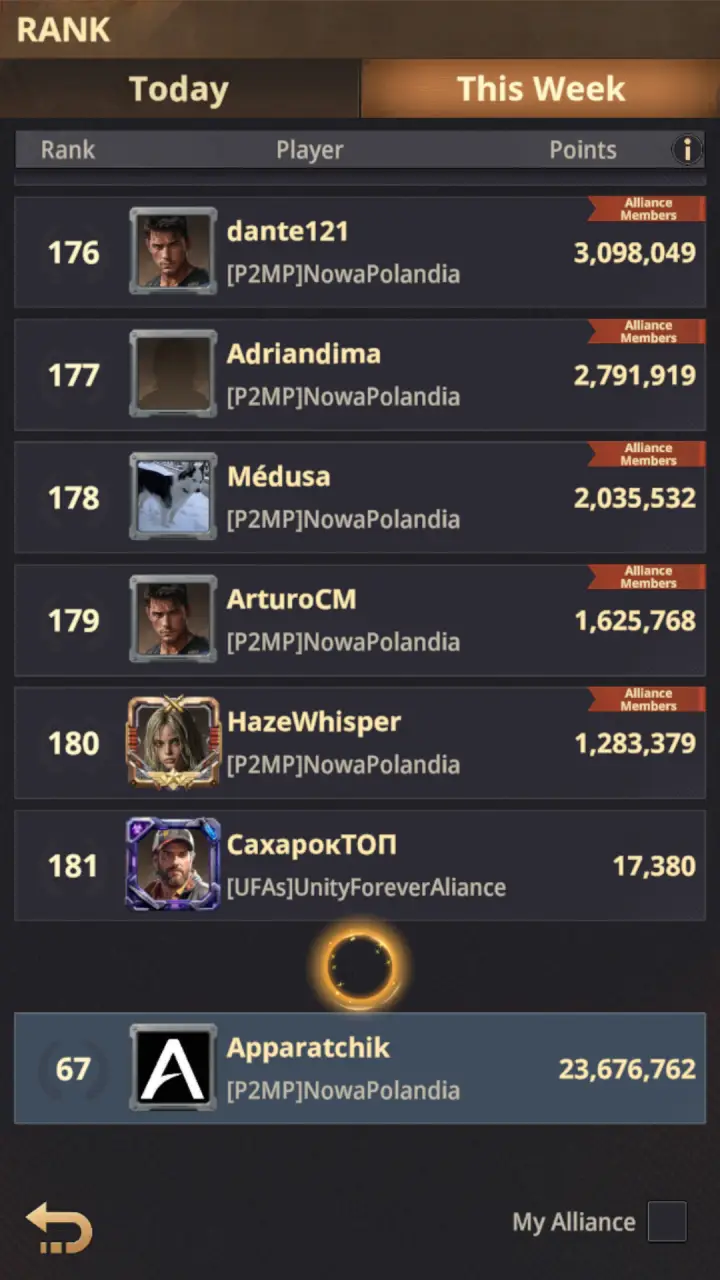 RANK
Today
This Week
Rank
Player
Points
i
176
dante121
[P2MP]NowaPolandia
Alliance
Members
3,098,049
177
Adriandima
[P2MP]NowaPolandia
Alliance
Members
2,791,919
178
Médusa
[P2MP]NowaPolandia
Alliance
Members
2,035,532
179
ArturoCM
[P2MP]NowaPolandia
Alliance
Members
1,625,768
180
HazeWhisper
[P2MP]NowaPolandia
Alliance
Members
1,283,379
181
СахарокТОП
[UFAs]UnityForeverAliance
17,380
67
Apparatchik
[P2MP]NowaPolandia
23,676,762
My Alliance